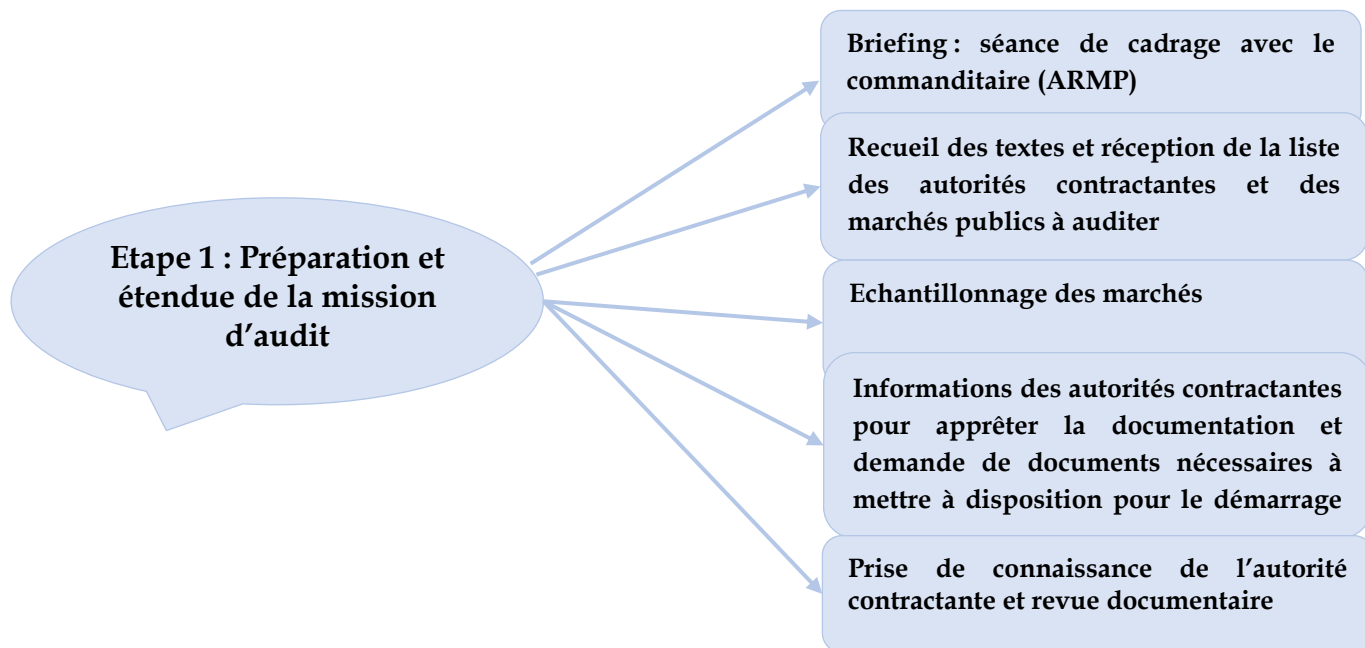 Etape 1 : Préparation et
étendue de la mission
d’audit
Briefing : séance de cadrage avec le
commanditaire (ARMP)
Recueil des textes et réception de la liste
des autorités contractantes et des
marchés publics à auditer
Echantillonnage des marchés
Informations des autorités contractantes
pour apprêter la documentation et
demande de documents nécessaires à
mettre à disposition pour le démarrage
Prise de connaissance de l’autorité
contractante et revue documentaire